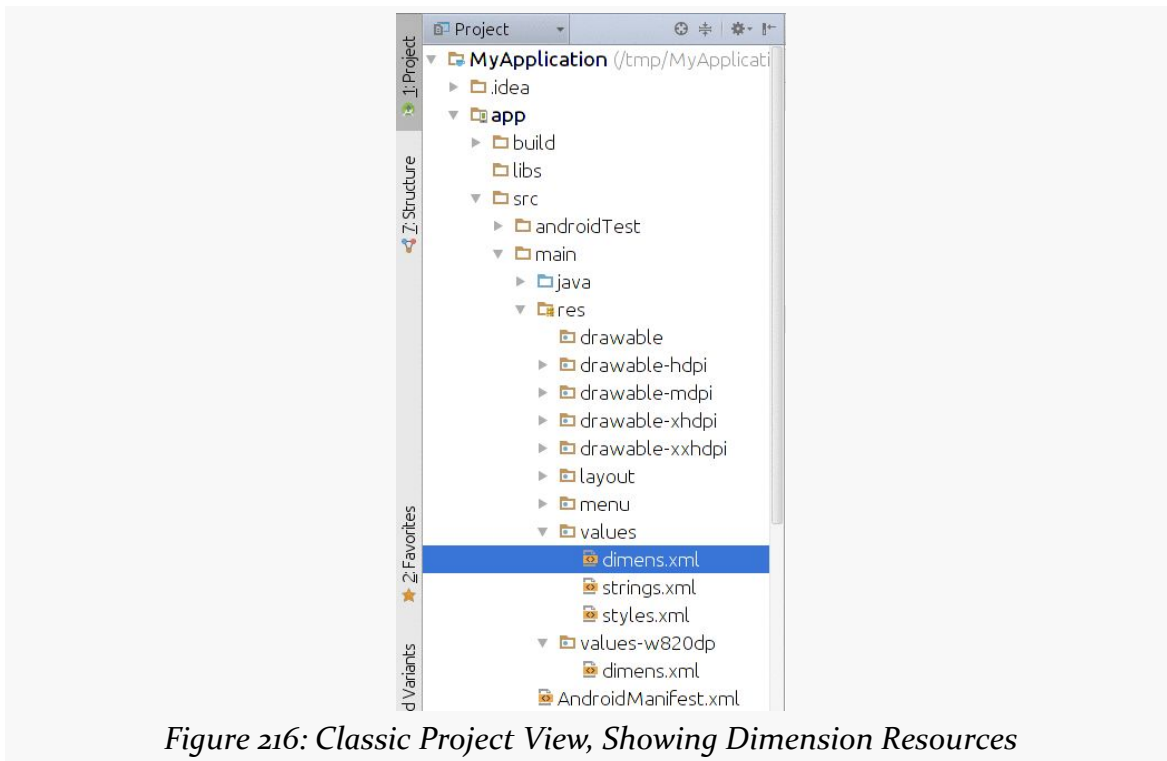 Project
MyApplication (/tmp/MyApplicati
.idea
app
build
libs
src
androidTest
main
java
res
drawable
drawable-hdpi
drawable-mdpi
drawable-xhdpi
drawable-xxhdpi
layout
menu
values
dimens.xml
strings.xml
styles.xml
values-w820dp
dimens.xml
AndroidManifest.xml
1: Project
7: Structure
2: Favorites
d Variants
Figure 216: Classic Project View, Showing Dimension Resources